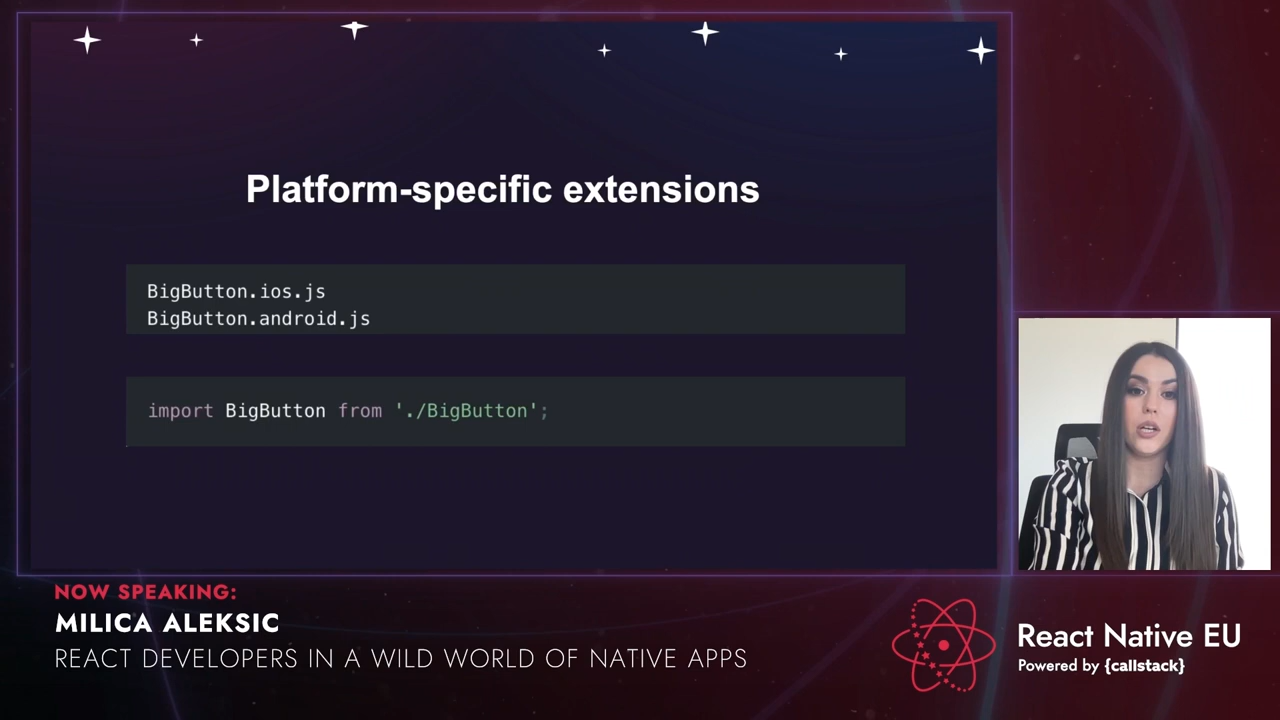 Platform-specific extensions
BigButton.ios.js
BigButton.android.js
import BigButton from './BigButton';
NOW SPEAKING:
MILICA ALEKSIC
REACT DEVELOPERS IN A WILD WORLD OF NATIVE APPS
React Native EU
Powered by {callstack}